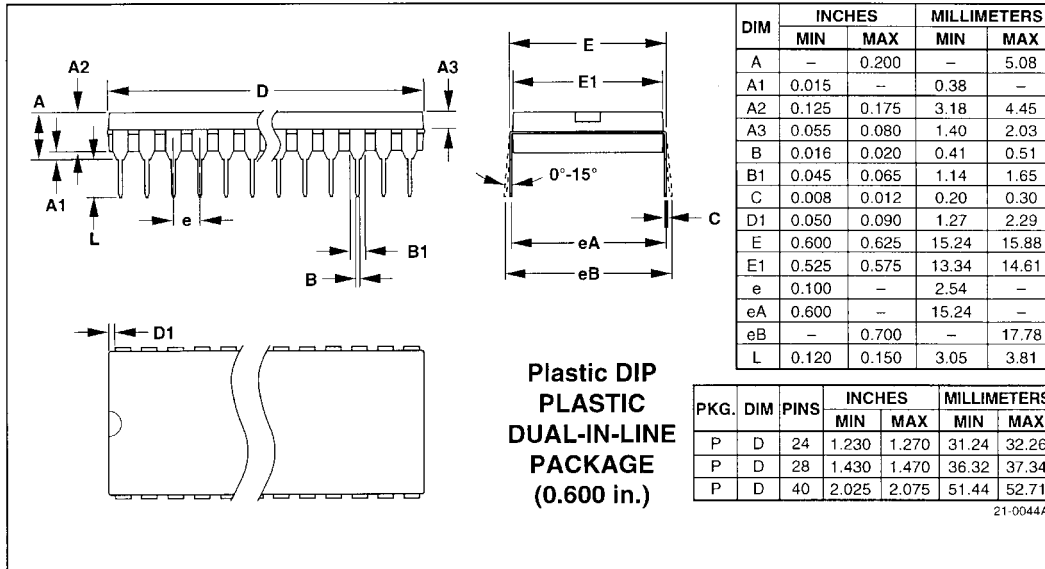 A2
A
A1
L
D
A3
e
B
B1
E
E1
0°-15°
C
eA
eB
D1
Plastic DIP
PLASTIC
DUAL-IN-LINE
PACKAGE
(0.600 in.)
DIM INCHES MILLIMETERS
MIN MAX MIN MAX
A – 0.200 – 5.08
A1 0.015 – 0.38 –
A2 0.125 0.175 3.18 4.45
A3 0.055 0.080 1.40 2.03
B 0.016 0.020 0.41 0.51
B1 0.045 0.065 1.14 1.65
C 0.008 0.012 0.20 0.30
D1 0.050 0.090 1.27 2.29
E 0.600 0.625 15.24 15.88
E1 0.525 0.575 13.34 14.61
e 0.100 – 2.54 –
eA 0.600 – 15.24 –
eB – 0.700 – 17.78
L 0.120 0.150 3.05 3.81
PKG. DIM PINS INCHES MILLIMETERS
MIN MAX MIN MAX
P D 24 1.230 1.270 31.24 32.26
P D 28 1.430 1.470 36.32 37.34
P D 40 2.025 2.075 51.44 52.71
21-0044A